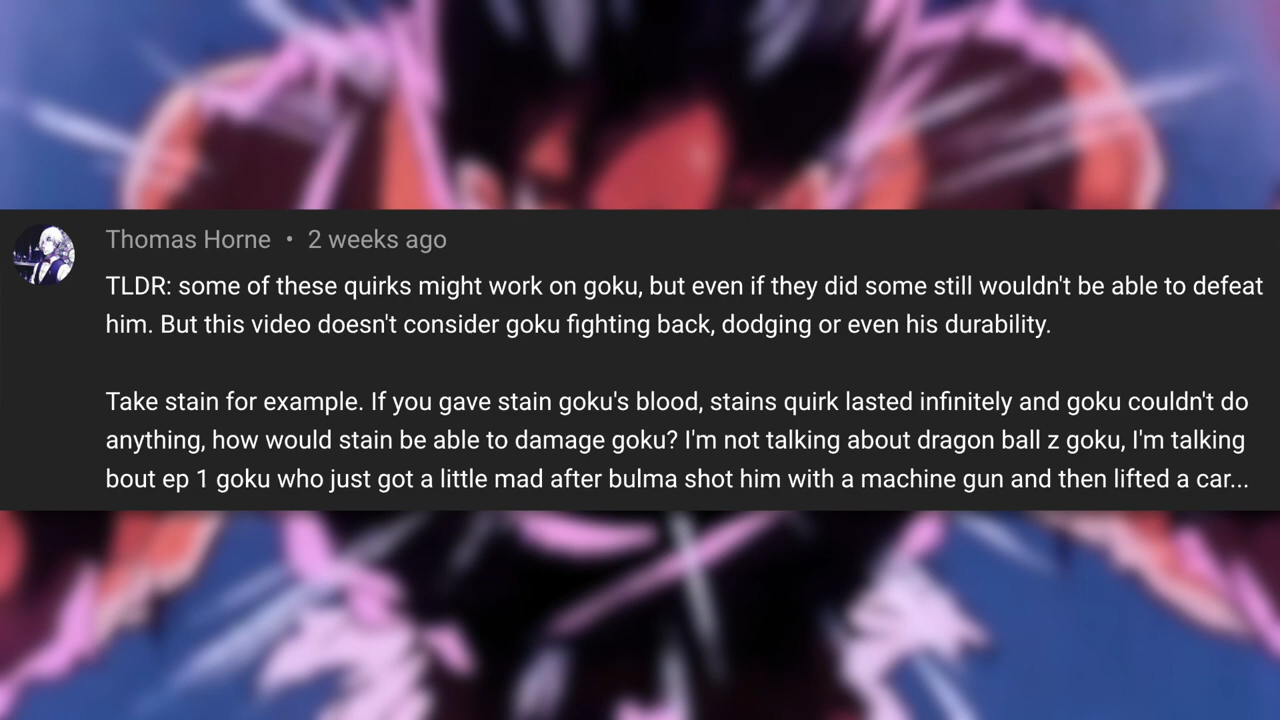 Thomas Horne • 2 weeks ago
TLDR: some of these quirks might work on goku, but even if they did some still wouldn't be able to defeat
him. But this video doesn't consider goku fighting back, dodging or even his durability.
Take stain for example. If you gave stain goku's blood, stains quirk lasted infinitely and goku couldn't do
anything, how would stain be able to damage goku? I'm not talking about dragon ball z goku, I'm talking
bout ep 1 goku who just got a little mad after bulma shot him with a machine gun and then lifted a car...